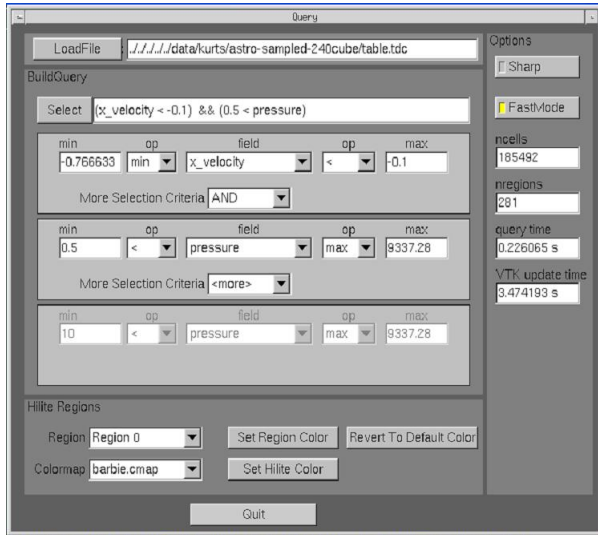 Query
LoadFile : ././././././data/kurts/astro-sampled-240cube/table.tdc
BuildQuery
Select (x_velocity < -0.1) && (0.5 < pressure)
min op field op max
-0.766633 min x_velocity < -0.1
More Selection Criteria AND
min op field op max
0.5 < pressure max 9337.28
More Selection Criteria <more>
min op field op max
10 < pressure max 9337.28
Hilite Regions
Region Region 0 Set Region Color Revert To Default Color
Colormap barbie.cmap Set Hilite Color
Quit
Options
Sharp
FastMode
ncells
185492
nregions
281
query time
0.226065 s
VTK update time
3.474193 s